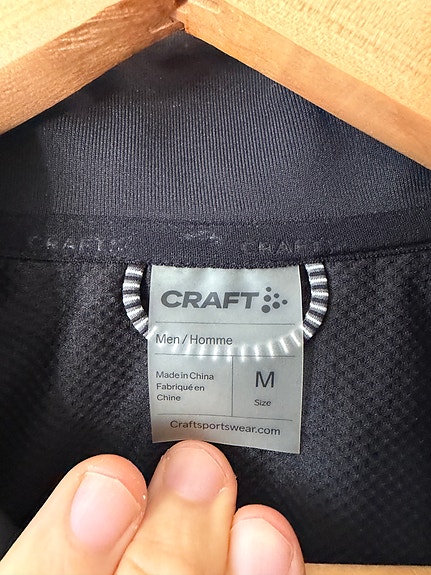 CRAFT
CRAFT
CRAFT
Men / Homme
Made in China
Fabriqué en
Chine
M
Size
Craftsportswear.com